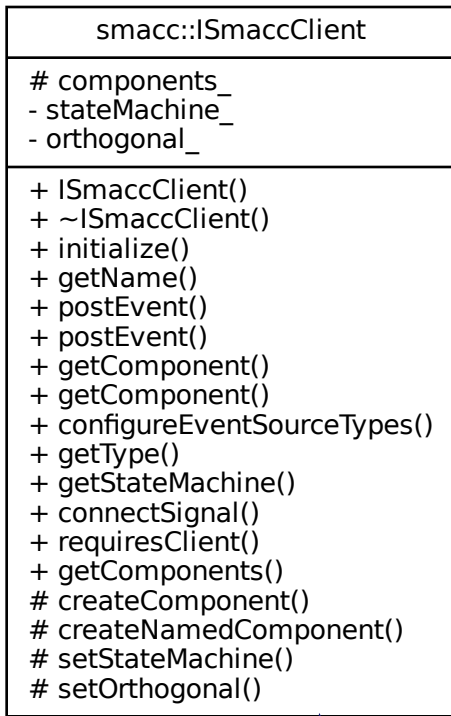 smacc::ISmaccClient
# components_
- stateMachine_
- orthogonal_
+ ISmaccClient()
+ ~ISmaccClient()
+ initialize()
+ getName()
+ postEvent()
+ postEvent()
+ getComponent()
+ getComponent()
+ configureEventSourceTypes()
+ getType()
+ getStateMachine()
+ connectSignal()
+ requiresClient()
+ getComponents()
# createComponent()
# createNamedComponent()
# setStateMachine()
# setOrthogonal()